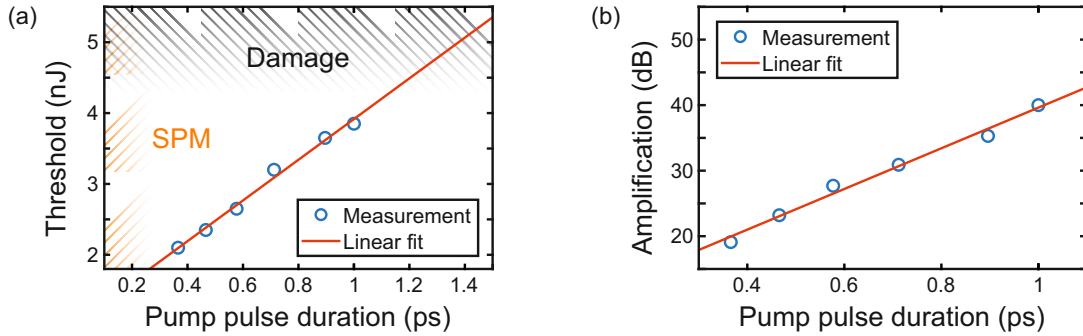 (a)
Threshold (nJ)
5
4
3
2
Damage
SPM
Measurement
Linear fit
0.2 0.4 0.6 0.8 1 1.2 1.4
Pump pulse duration (ps)
(b)
Amplification (dB)
50
40
30
20
Measurement
Linear fit
0.4 0.6 0.8 1
Pump pulse duration (ps)